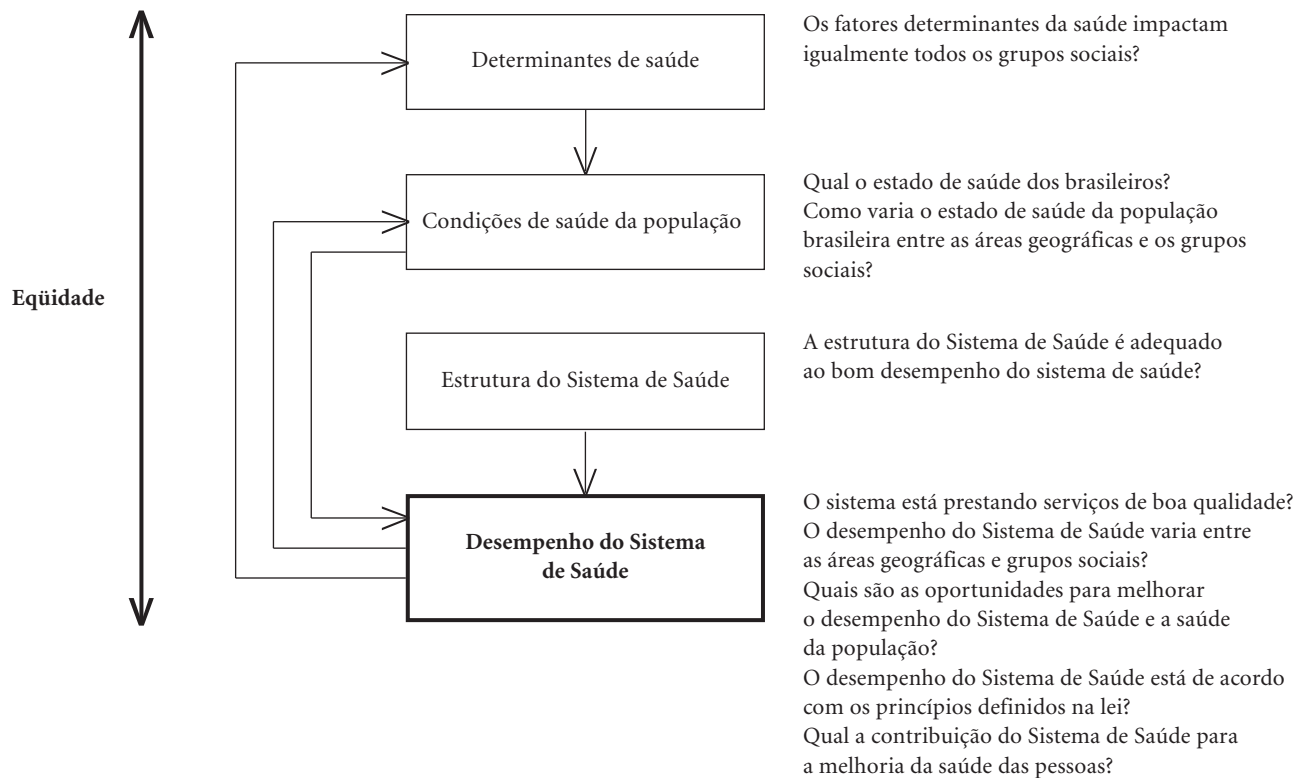 Determinantes de saúde
Os fatores determinantes da saúde impactam
igualmente todos os grupos sociais?
Condições de saúde da população
Qual o estado de saúde dos brasileiros?
Como varia o estado de saúde da população
brasileira entre as áreas geográficas e os grupos
sociais?
Eqüidade
Estrutura do Sistema de Saúde
A estrutura do Sistema de Saúde é adequado
ao bom desempenho do sistema de saúde?
Desempenho do Sistema
de Saúde
O sistema está prestando serviços de boa qualidade?
O desempenho do Sistema de Saúde varia entre
as áreas geográficas e grupos sociais?
Quais são as oportunidades para melhorar
o desempenho do Sistema de Saúde e a saúde
da população?
O desempenho do Sistema de Saúde está de acordo
com os princípios definidos na lei?
Qual a contribuição do Sistema de Saúde para
a melhoria da saúde das pessoas?